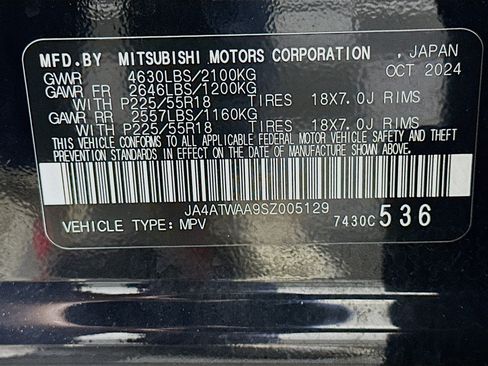 MFD.BY MITSUBISHI MOTORS CORPORATION , JAPAN
GVWR 4630LBS/2100KG OCT 2024
GAWR FR 2646LBS/1200KG
WITH P225/55R18 TIRES 18X7.0J RIMS
GAWR RR 2557LBS/1160KG
WITH P225/55R18 TIRES 18X7.0J RIMS
THIS VEHICLE CONFORMS TO ALL APPLICABLE FEDERAL MOTOR VEHICLE SAFETY AND THEFT
PREVENTION STANDARDS IN EFFECT ON THE DATE OF MANUFACTURE SHOWN ABOVE.
JA4ATWAA9SZ005129
VEHICLE TYPE: MPV 7430C 536